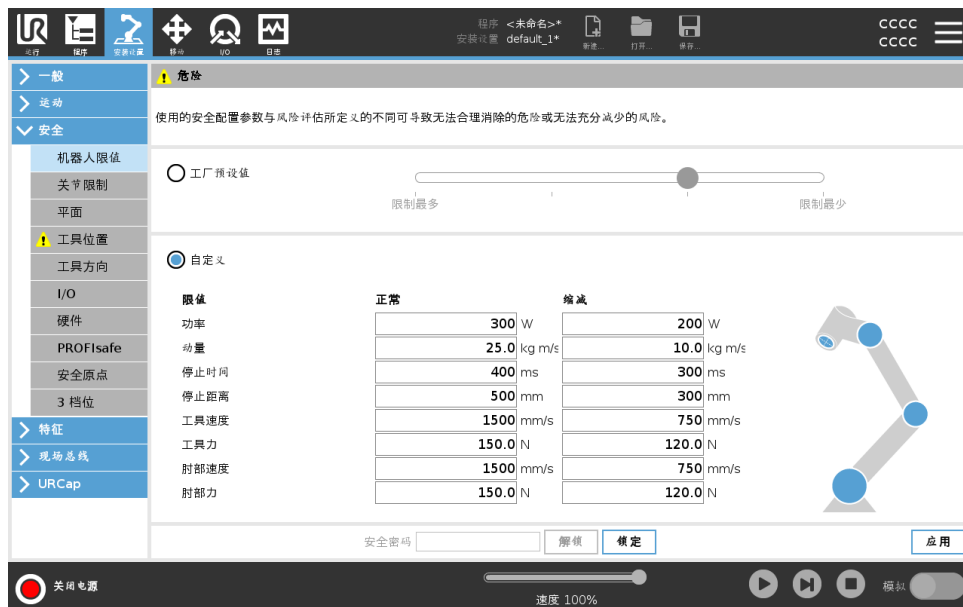 程序 <未命名>*
安装设置 default_1*
CCCC
CCCC
运行
程序
安装设置
移动
I/O
日志
新建...
打开...
保存...
一般
运动
安全
机器人限值
关节限制
平面
工具位置
工具方向
I/O
硬件
PROFIsafe
安全原点
3 档位
特征
现场总线
URCap
危险
使用的安全配置参数与风险评估所定义的不同可导致无法合理消除的危险或无法充分减少的风险。
工厂预设值
限制最多 限制最少
自定义
限值 正常 缩减
功率 300 W 200 W
动量 25.0 kg m/s 10.0 kg m/s
停止时间 400 ms 300 ms
停止距离 500 mm 300 mm
工具速度 1500 mm/s 750 mm/s
工具力 150.0 N 120.0 N
肘部速度 1500 mm/s 750 mm/s
肘部力 150.0 N 120.0 N
安全密码 解锁 锁定 应用
关闭电源
速度 100%
模拟